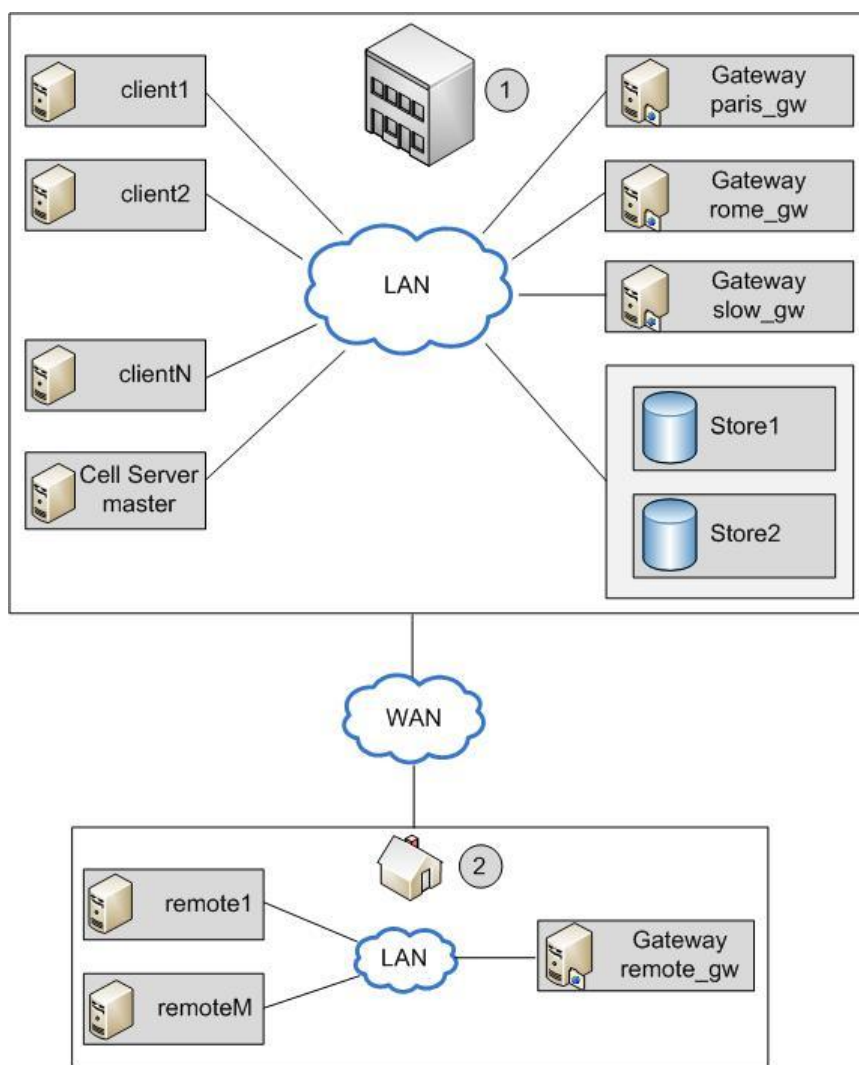 1
client1
client2
LAN
clientN
Cell Server
master
Gateway
paris_gw
Gateway
rome_gw
Gateway
slow_gw
Store1
Store2
WAN
2
remote1
remoteM
LAN
Gateway
remote_gw